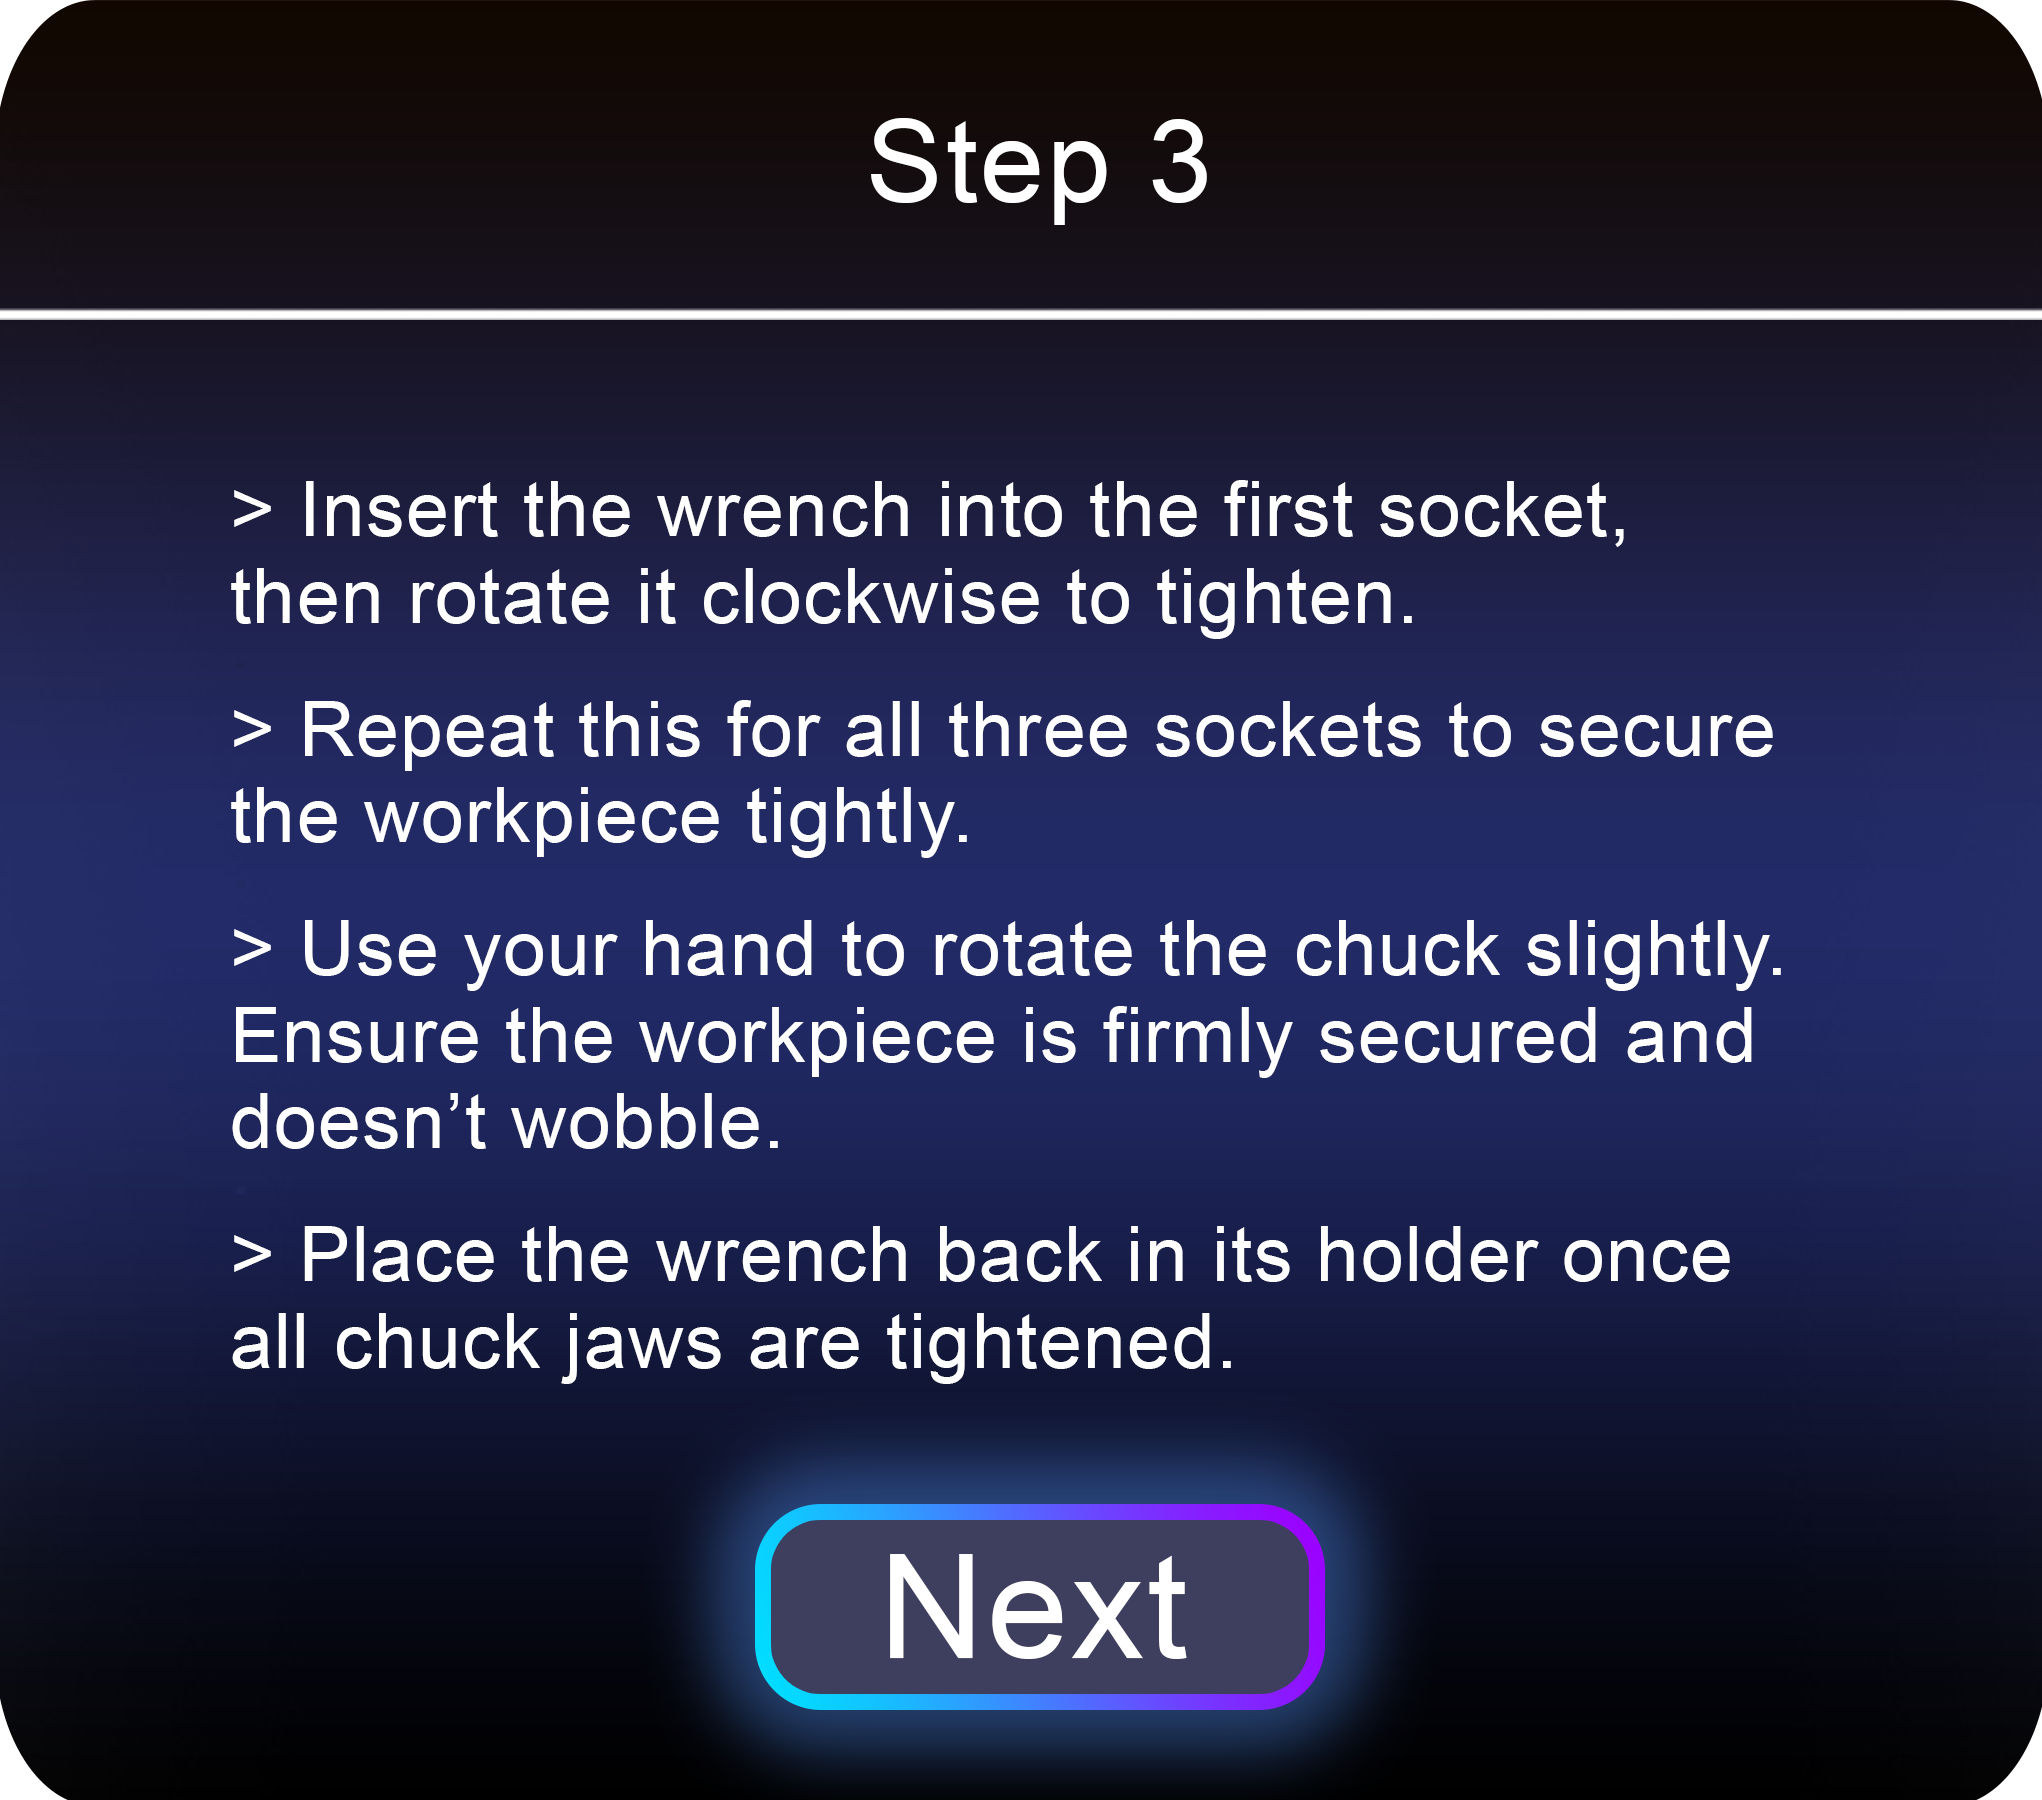 Step 3
> Insert the wrench into the first socket,
then rotate it clockwise to tighten.
> Repeat this for all three sockets to secure
the workpiece tightly.
> Use your hand to rotate the chuck slightly.
Ensure the workpiece is firmly secured and
doesn’t wobble.
> Place the wrench back in its holder once
all chuck jaws are tightened.
Next